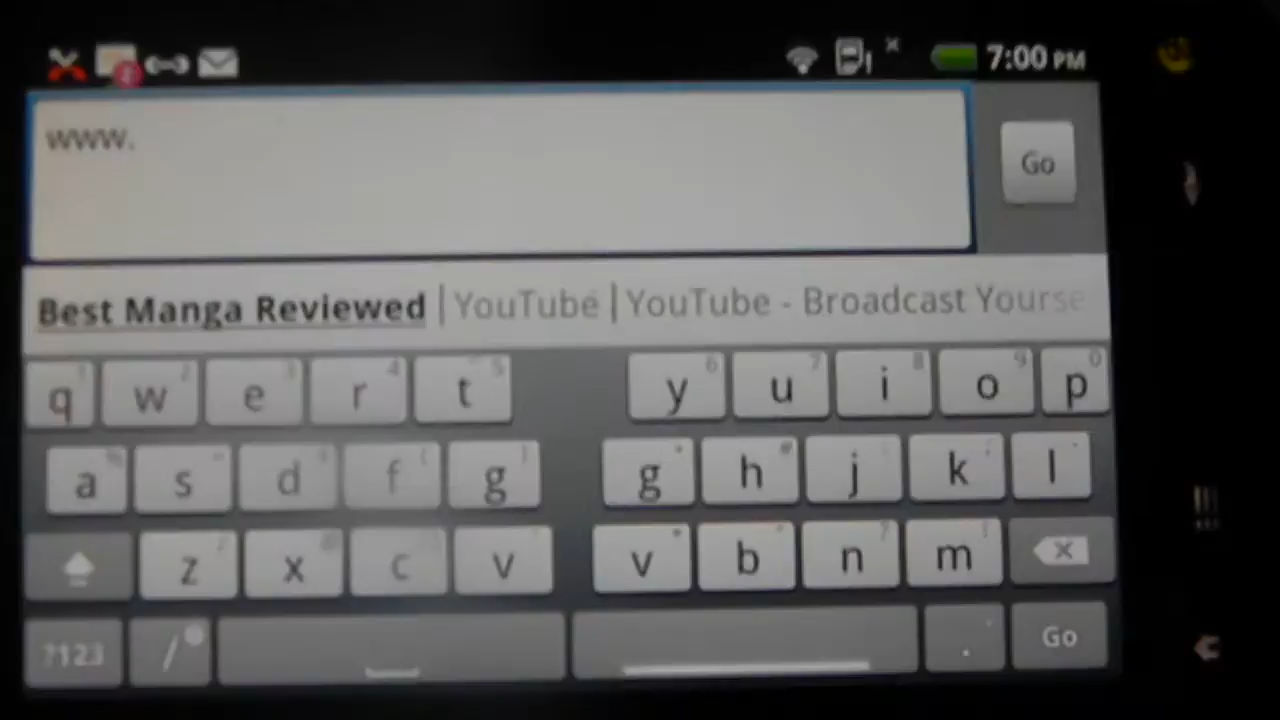 7:00 PM
www.
Go
Best Manga Reviewed | YouTube | YouTube - Broadcast Yourse
q w e r t y u i o p
a s d f g g h j k l
z x c v v b n m
?123 / . Go